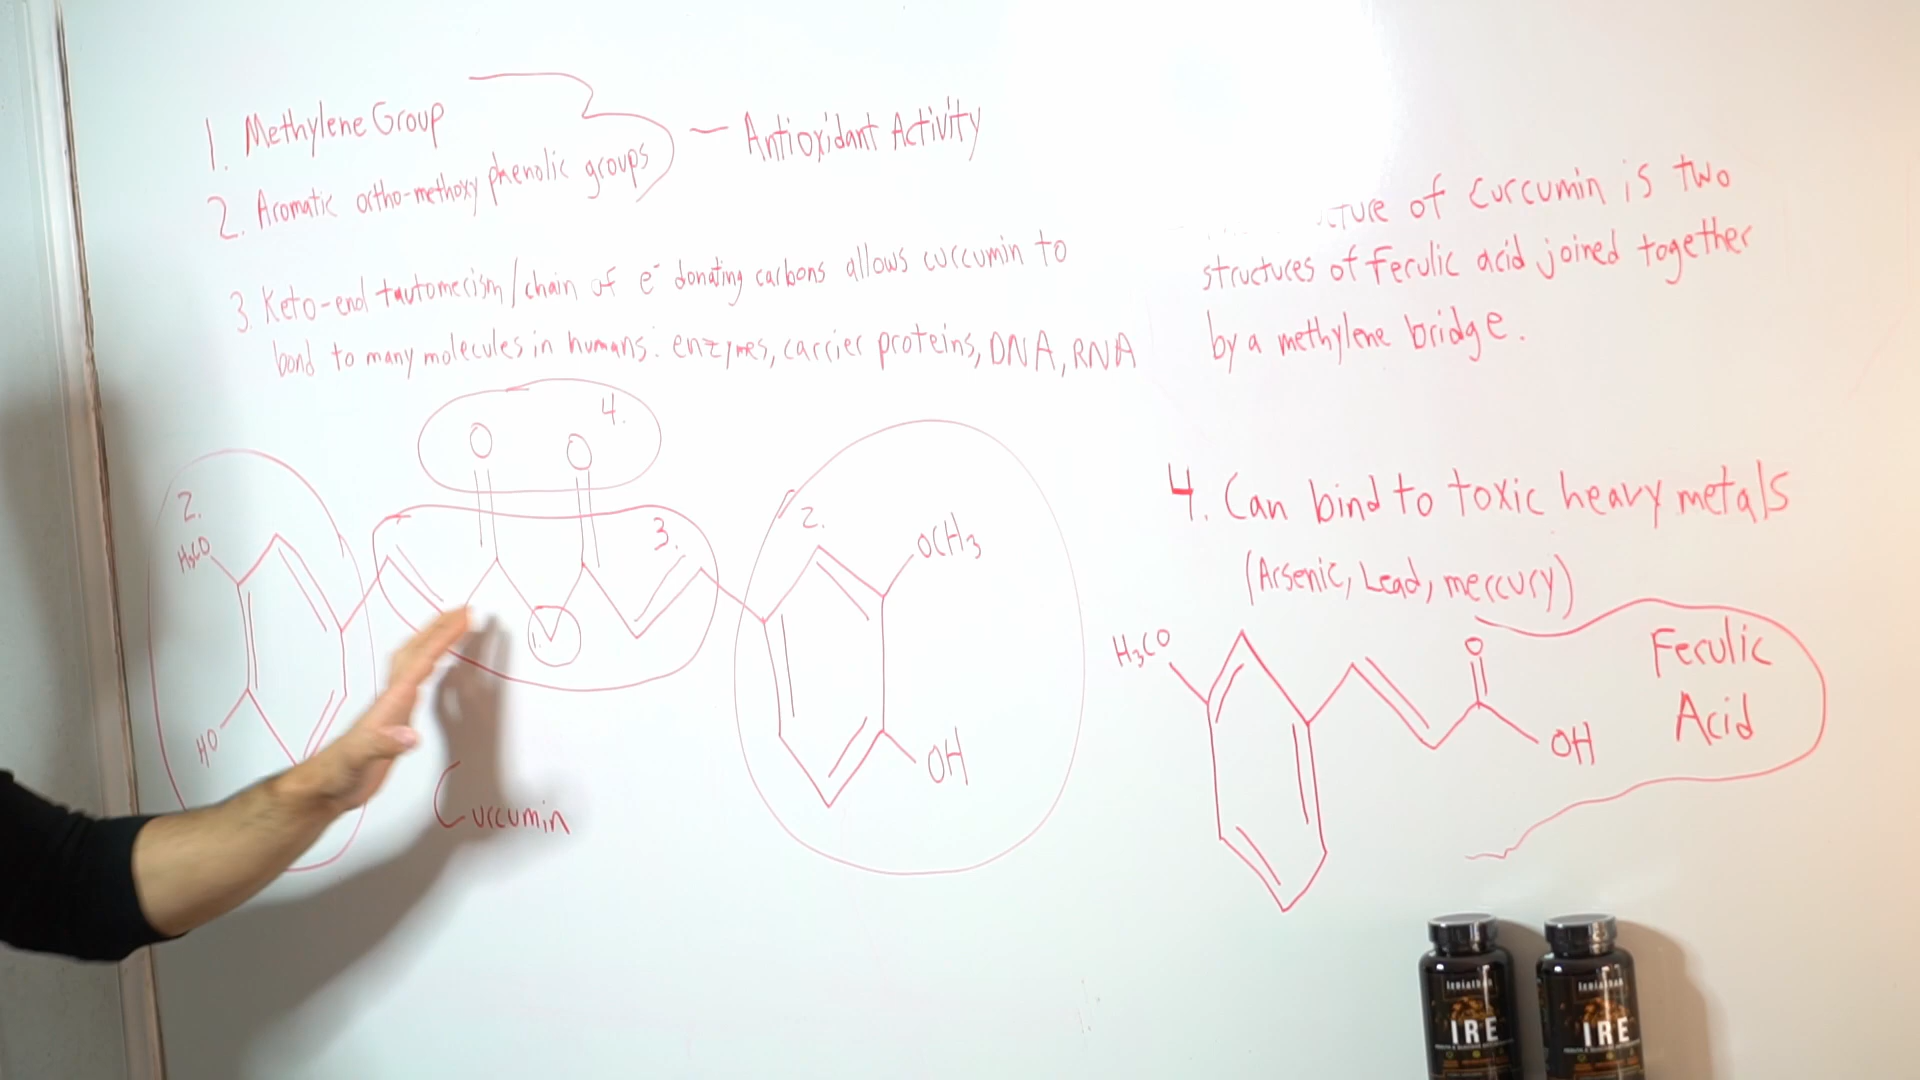 1. Methylene Group
2. Aromatic ortho-methoxy phenolic groups
— Antioxidant Activity
3. Keto-enol tautomerism/chain of e⁻ donating carbons allows curcumin to
bond to many molecules in humans: enzymes, carrier proteins, DNA, RNA
of curcumin is two
structures of Ferulic acid joined together
by a methylene bridge.
4. Can bind to toxic heavy metals
(Arsenic, Lead, mercury)
4.
O O
2.
3.
2.
H₃CO
OCH₃
1.
HO
OH
Curcumin
H₃CO
O
OH
Ferulic
Acid
leviathan
IRE
leviathan
IRE